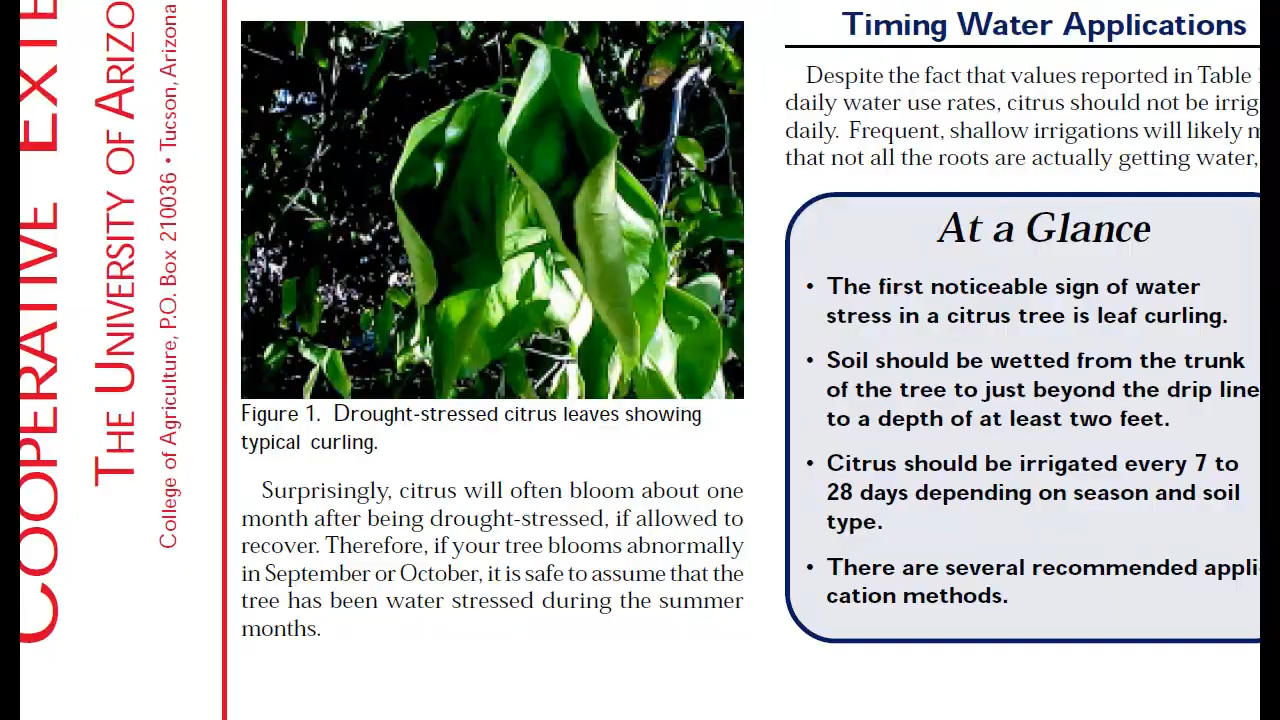 COOPERATIVE
THE UNIVERSITY OF
College of Agriculture, P.O. Box 210036 • Tucson, Arizona
Figure 1. Drought-stressed citrus leaves showing
typical curling.
Surprisingly, citrus will often bloom about one
month after being drought-stressed, if allowed to
recover. Therefore, if your tree blooms abnormally
in September or October, it is safe to assume that the
tree has been water stressed during the summer
months.
Timing Water Applications
Despite the fact that values reported in Table
daily water use rates, citrus should not be
daily. Frequent, shallow irrigations will likely
that not all the roots are actually getting water,
At a Glance
• The first noticeable sign of water
stress in a citrus tree is leaf curling.
• Soil should be wetted from the trunk
of the tree to just beyond the drip line
to a depth of at least two feet.
• Citrus should be irrigated every 7 to
28 days depending on season and soil
type.
• There are several recommended appli
cation methods.